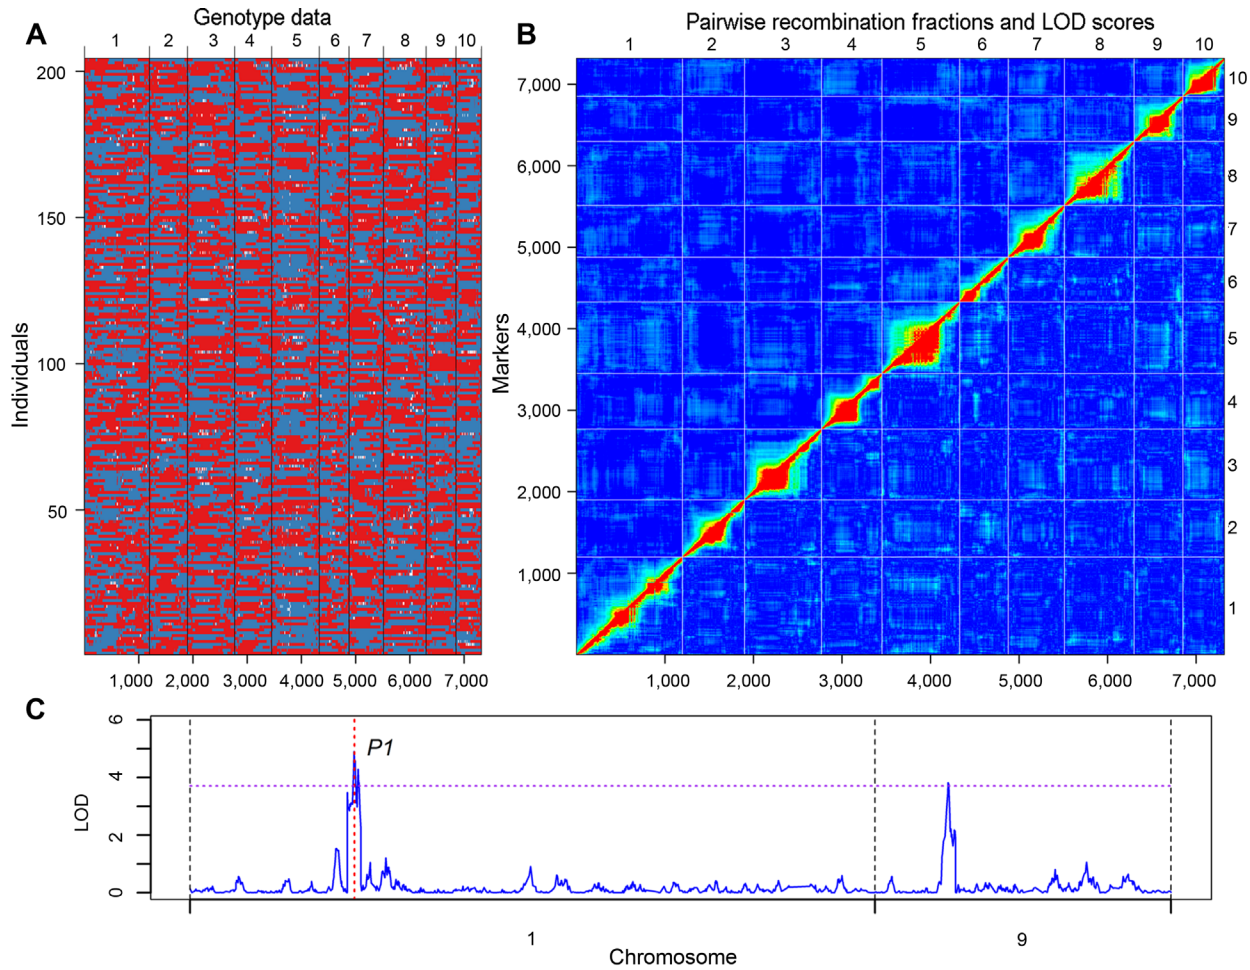 A
Genotype data
1 2 3 4 5 6 7 8 9 10
200
150
100
50
Individuals
1,000 2,000 3,000 4,000 5,000 6,000 7,000
B
Pairwise recombination fractions and LOD scores
1 2 3 4 5 6 7 8 9 10
7,000
6,000
5,000
4,000
3,000
2,000
1,000
Markers
10
9
8
7
6
5
4
3
2
1
1,000 2,000 3,000 4,000 5,000 6,000 7,000
C
6
4
2
0
LOD
P1
1 9
Chromosome